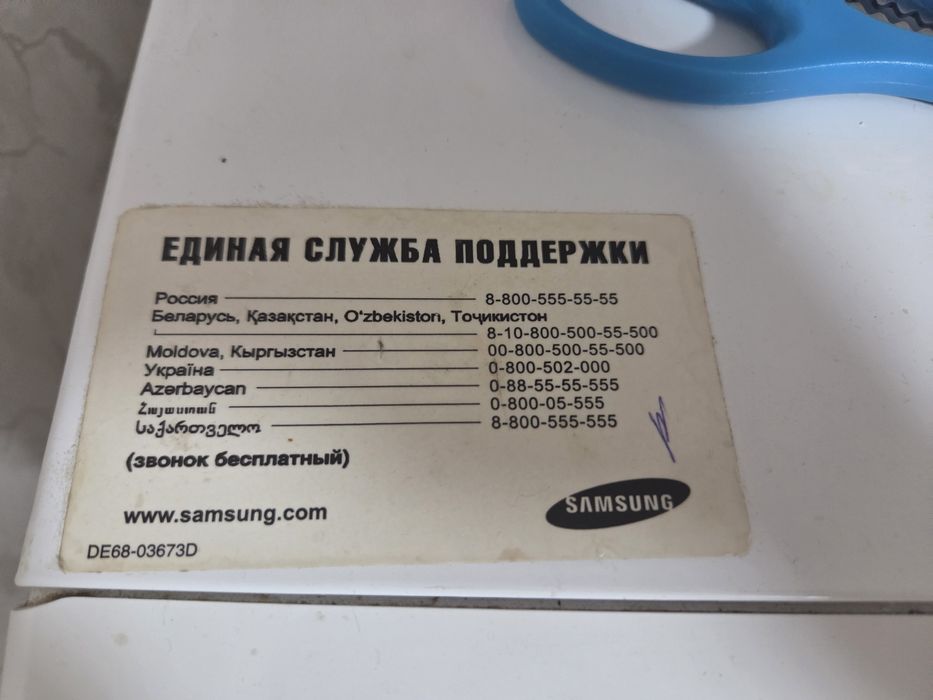 ЕДИНАЯ СЛУЖБА ПОДДЕРЖКИ
Россия 8-800-555-55-55
Беларусь, Қазақстан, O‘zbekiston, Тоҷикистон
8-10-800-500-55-500
Moldova, Кыргызстан 00-800-500-55-500
Україна 0-800-502-000
Azərbaycan 0-88-55-55-555
Հայաստան 0-800-05-555
საქართველო 8-800-555-555
(звонок бесплатный)
www.samsung.com
SAMSUNG
DE68-03673D